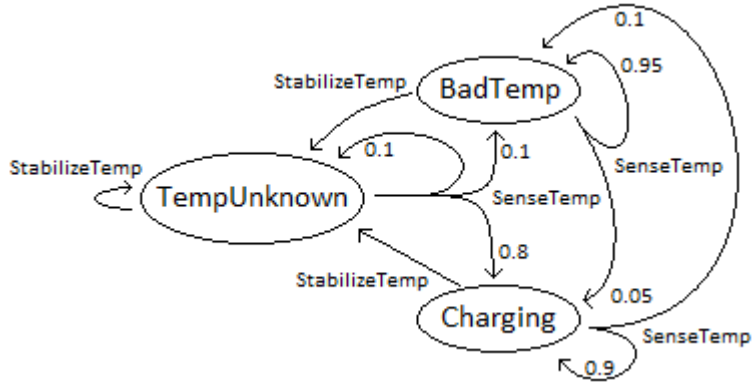 0.1
0.95
StabilizeTemp
BadTemp
0.1
0.1
SenseTemp
StabilizeTemp
TempUnknown
SenseTemp
0.8
StabilizeTemp
0.05
Charging
SenseTemp
0.9